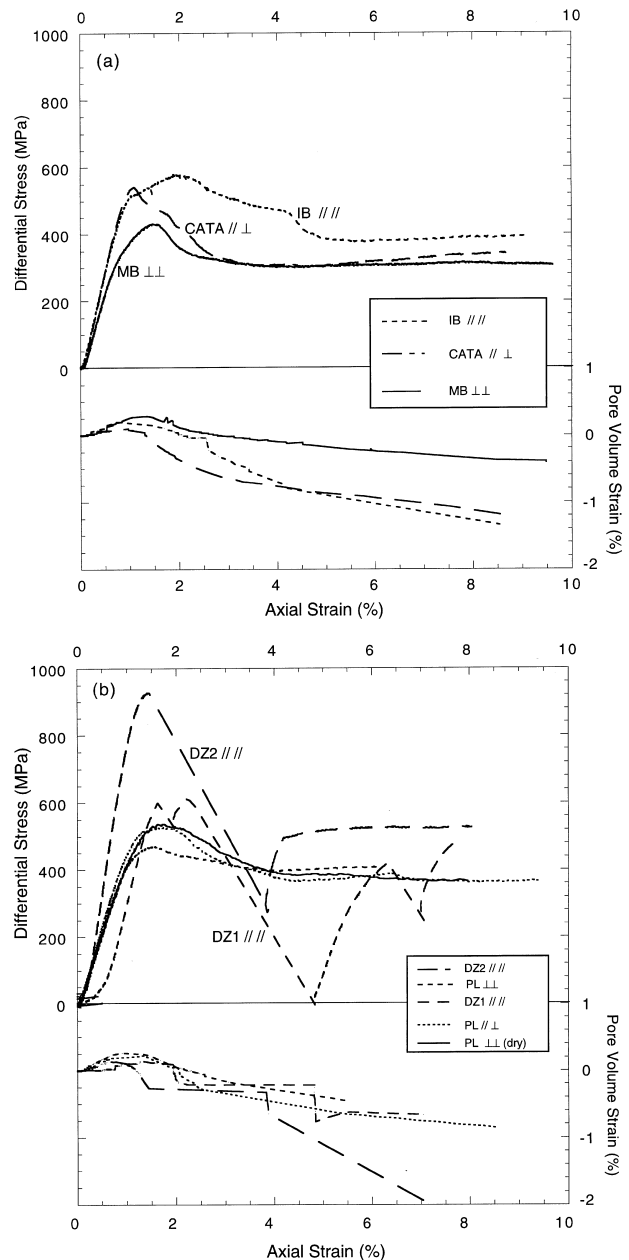 0 2 4 6 8 10
(a)
1000
800
600
400
200
0
Differential Stress (MPa)
IB // //
CATA // ⊥
MB ⊥⊥
IB // //
CATA // ⊥
MB ⊥⊥
1
0
-1
-2
Pore Volume Strain (%)
0 2 4 6 8 10
Axial Strain (%)
0 2 4 6 8 10
(b)
1000
800
600
400
200
0
Differential Stress (MPa)
DZ2 // //
DZ1 // //
DZ2 // //
PL ⊥⊥
DZ1 // //
PL // ⊥
PL ⊥⊥ (dry)
1
0
-1
-2
Pore Volume Strain (%)
0 2 4 6 8 10
Axial Strain (%)